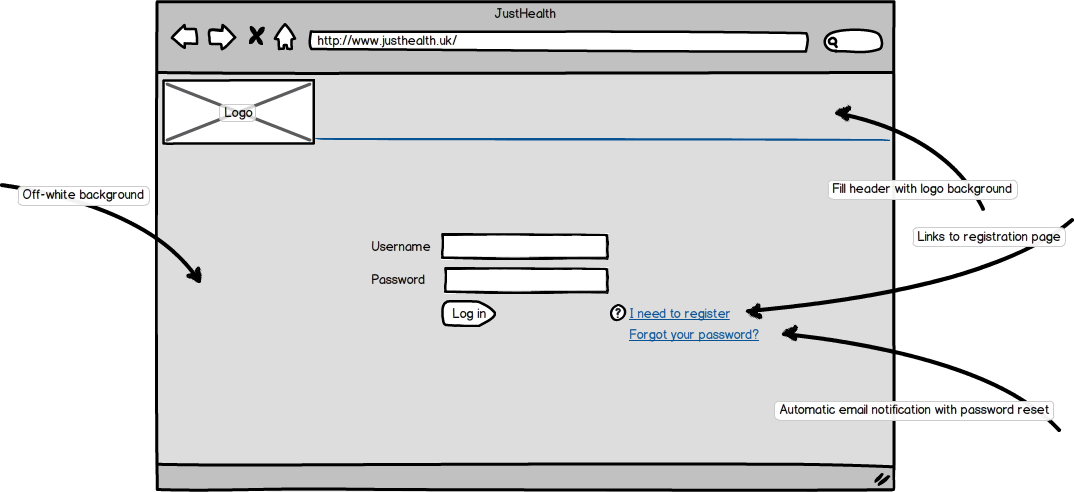 JustHealth
http://www.justhealth.uk/
Logo
Fill header with logo background
Off-white background
Links to registration page
Username
Password
Log in
? I need to register
Forgot your password?
Automatic email notification with password reset